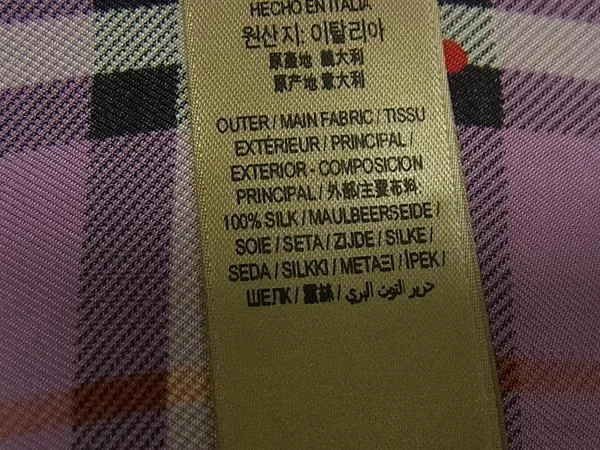 HECHO EN ITALIA
원산지: 이탈리아
原產地 義大利
原产地 意大利
OUTER / MAIN FABRIC / TISSU
EXTERIEUR / PRINCIPAL /
EXTERIOR - COMPOSICION
PRINCIPAL / 外部/主要布料:
100% SILK / MAULBEERSEIDE /
SOIE / SETA / ZIJDE / SILKE /
SEDA / SILKKI / ΜΕΤΑΞΙ / İPEK /
ШЕЛК / 蠶絲 / حرير التوت البري